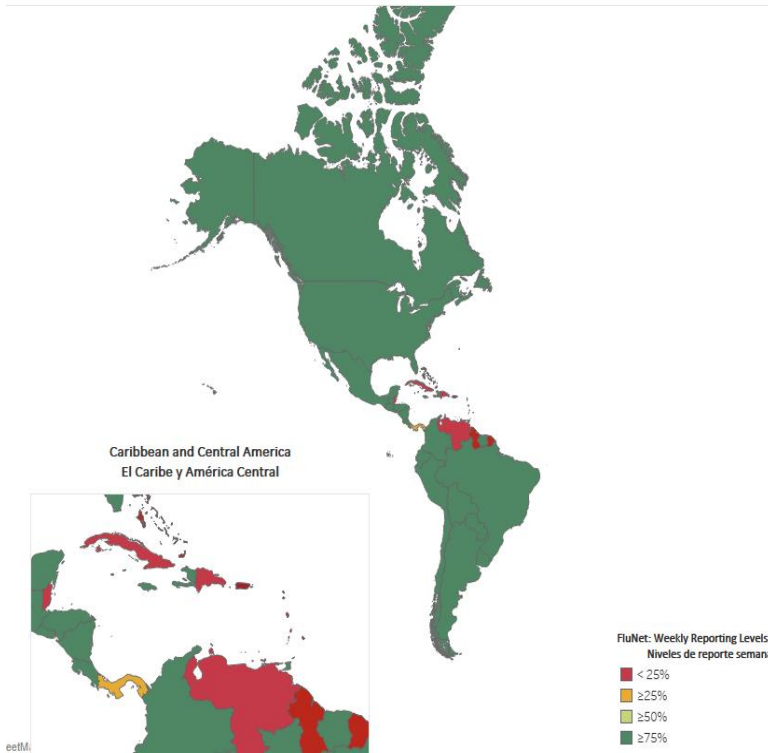 Caribbean and Central America
El Caribe y América Central
FluNet: Weekly Reporting Levels
Niveles de reporte semana
< 25%
≥25%
≥50%
≥75%